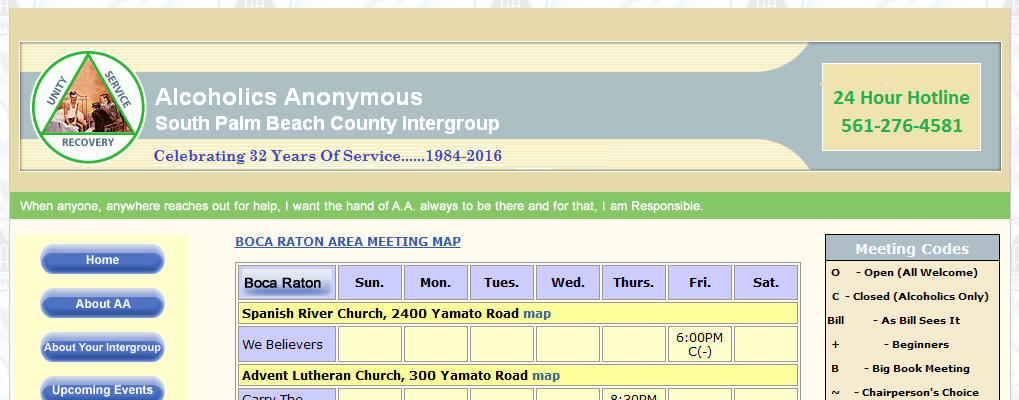 UNITY
SERVICE
RECOVERY
Alcoholics Anonymous
South Palm Beach County Intergroup
Celebrating 32 Years Of Service......1984-2016
24 Hour Hotline
561-276-4581
When anyone, anywhere reaches out for help, I want the hand of A.A. always to be there and for that, I am Responsible.
Home
About AA
About Your Intergroup
Upcoming Events
BOCA RATON AREA MEETING MAP
Boca Raton Sun. Mon. Tues. Wed. Thurs. Fri. Sat.
Spanish River Church, 2400 Yamato Road map
We Believers 6:00PM
C(-)
Advent Lutheran Church, 300 Yamato Road map
Carry The 8:30PM
Meeting Codes
O - Open (All Welcome)
C - Closed (Alcoholics Only)
Bill - As Bill Sees It
+ - Beginners
B - Big Book Meeting
~ - Chairperson's Choice